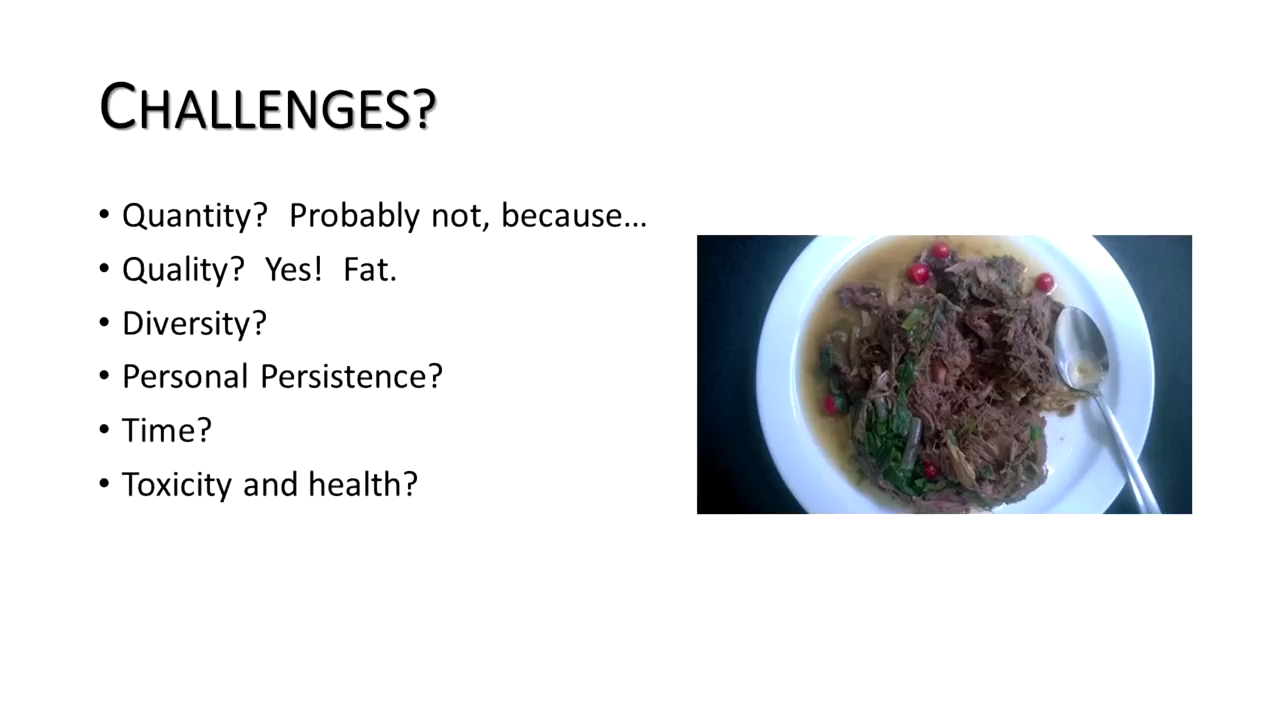 CHALLENGES?
• Quantity?  Probably not, because…
• Quality?  Yes!  Fat.
• Diversity?
• Personal Persistence?
• Time?
• Toxicity and health?